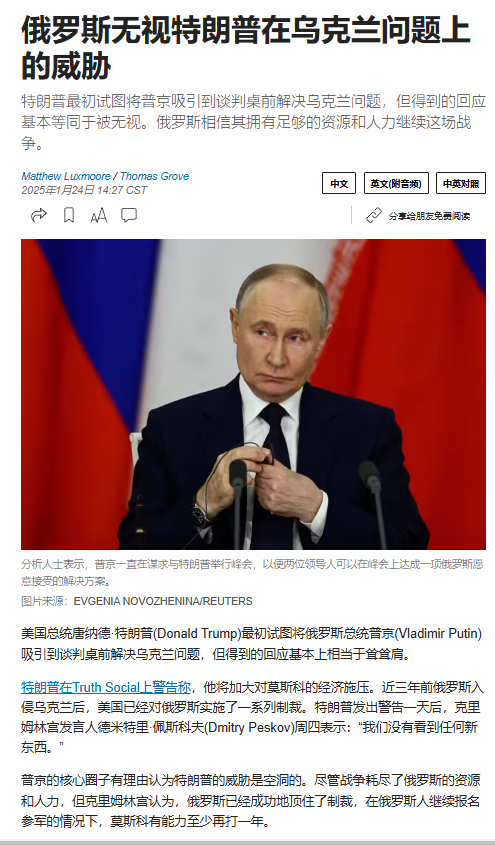 俄罗斯无视特朗普在乌克兰问题上
的威胁
特朗普最初试图将普京吸引到谈判桌前解决乌克兰问题，但得到的回应
基本等同于被无视。俄罗斯相信其拥有足够的资源和人力继续这场战
争。
Matthew Luxmoore / Thomas Grove
2025年1月24日 14:27 CST
中文 英文(附音频) 中英对照
分享给朋友免费阅读
分析人士表示，普京一直在谋求与特朗普举行峰会，以便两位领导人可以在峰会上达成一项俄罗斯愿
意接受的解决方案。
图片来源：EVGENIA NOVOZHENINA/REUTERS
美国总统唐纳德·特朗普(Donald Trump)最初试图将俄罗斯总统普京(Vladimir Putin)
吸引到谈判桌前解决乌克兰问题，但得到的回应基本上相当于耸耸肩。
特朗普在Truth Social上警告称，他将加大对莫斯科的经济施压。近三年前俄罗斯入
侵乌克兰后，美国已经对俄罗斯实施了一系列制裁。特朗普发出警告一天后，克里
姆林宫发言人德米特里·佩斯科夫(Dmitry Peskov)周四表示：“我们没有看到任何新
东西。”
普京的核心圈子有理由认为特朗普的威胁是空洞的。尽管战争耗尽了俄罗斯的资源
和人力，但克里姆林宫认为，俄罗斯已经成功地顶住了制裁，在俄罗斯人继续报名
参军的情况下，莫斯科有能力至少再打一年。